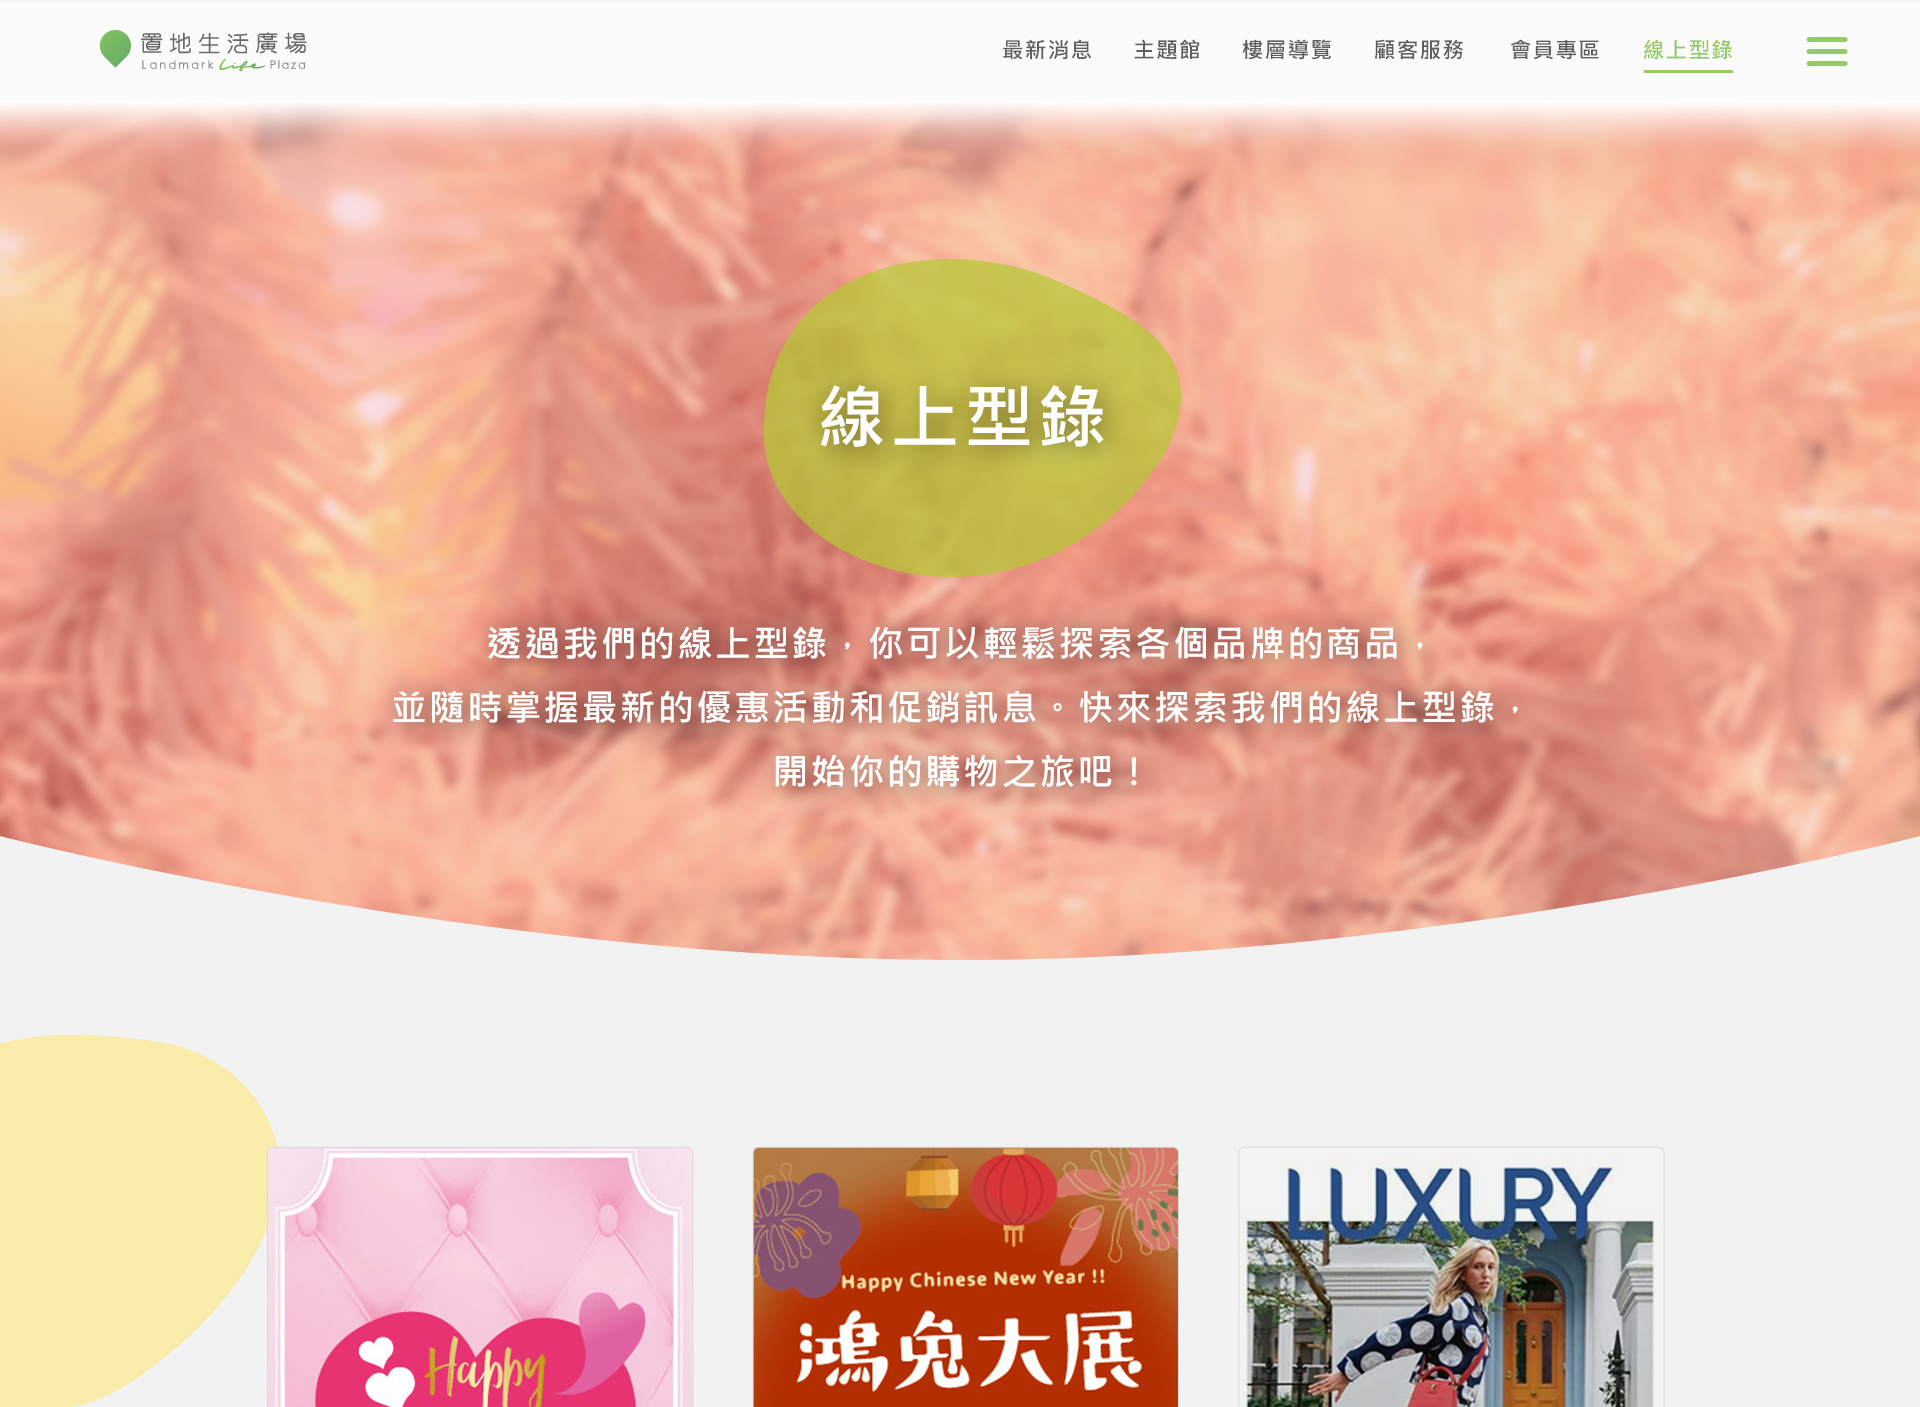 置地生活廣場
Landmark Life Plaza
最新消息 主題館 樓層導覽 顧客服務 會員專區 線上型錄
線上型錄
透過我們的線上型錄，你可以輕鬆探索各個品牌的商品，
並隨時掌握最新的優惠活動和促銷訊息。快來探索我們的線上型錄，
開始你的購物之旅吧！
Happy
Happy Chinese New Year !!
鴻兔大展
LUXURY